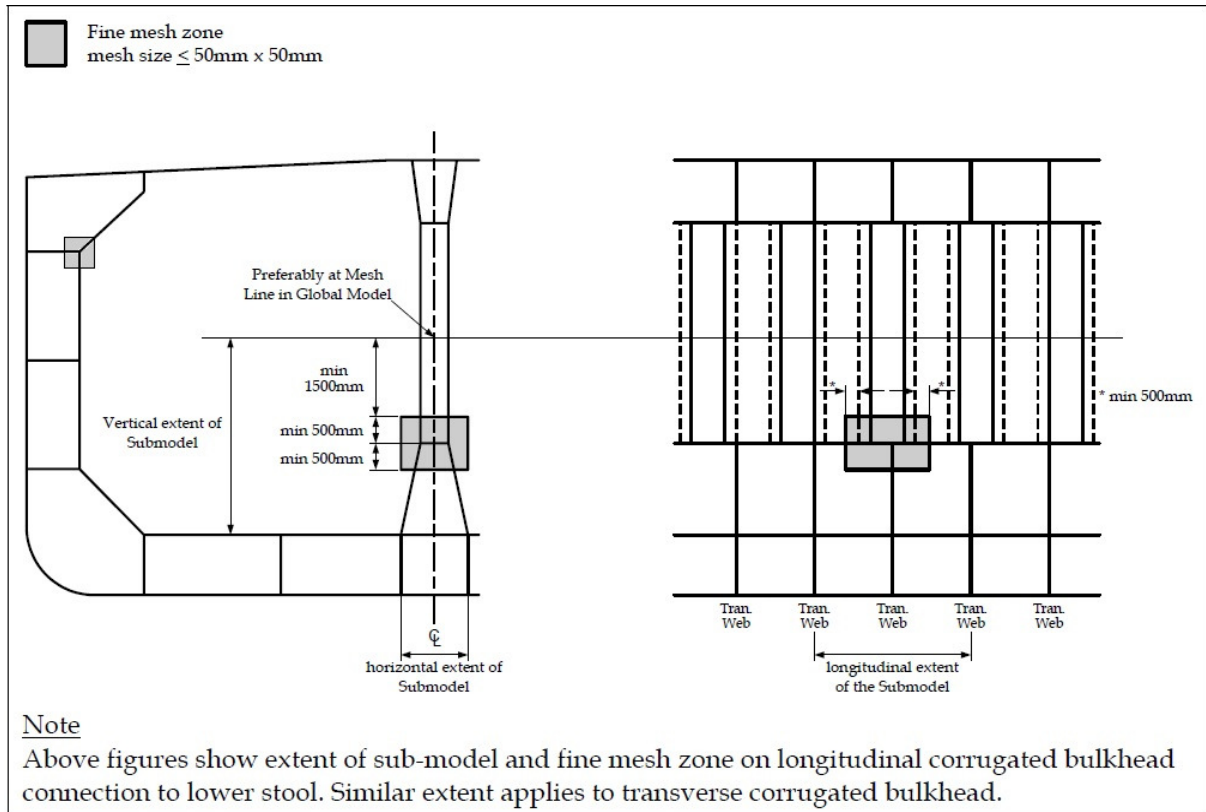 Fine mesh zone
mesh size ≤ 50mm x 50mm
Preferably at Mesh
Line in Global Model
min
1500mm
Vertical extent of
Submodel
min 500mm
min 500mm
℄
horizontal extent of
Submodel
*
*
* min 500mm
Tran.
Web
Tran.
Web
Tran.
Web
Tran.
Web
Tran.
Web
longitudinal extent
of the Submodel
Note
Above figures show extent of sub-model and fine mesh zone on longitudinal corrugated bulkhead
connection to lower stool. Similar extent applies to transverse corrugated bulkhead.